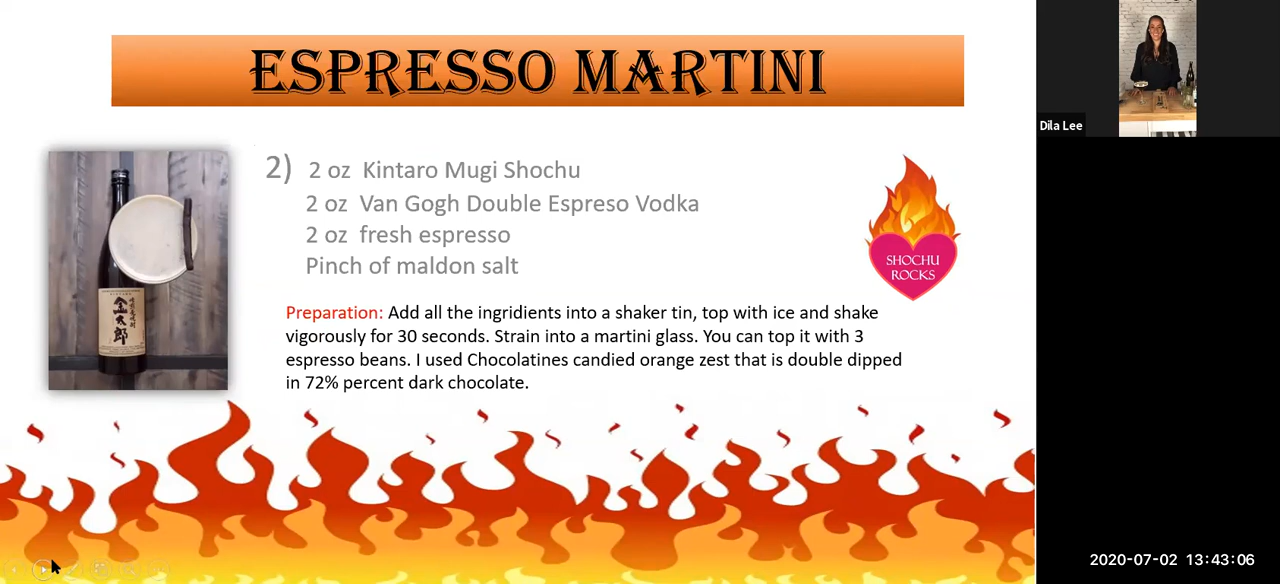 ESPRESSO MARTINI
2) 2 oz Kintaro Mugi Shochu
2 oz Van Gogh Double Espreso Vodka
2 oz fresh espresso
Pinch of maldon salt
Preparation: Add all the ingridients into a shaker tin, top with ice and shake
vigorously for 30 seconds. Strain into a martini glass. You can top it with 3
espresso beans. I used Chocolatines candied orange zest that is double dipped
in 72% percent dark chocolate.
SHOCHU
ROCKS
金太郎
Dila Lee
2020-07-02 13:43:06